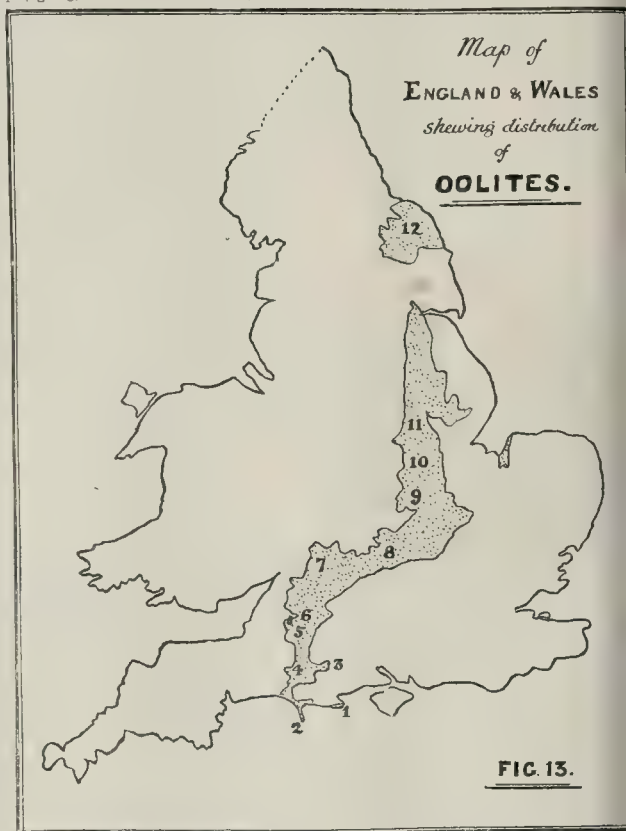 Map of
ENGLAND & WALES
shewing distribution
of
OOLITES.
12
11
10
9
8
7
6
5
4 3
2 1
FIG. 13.